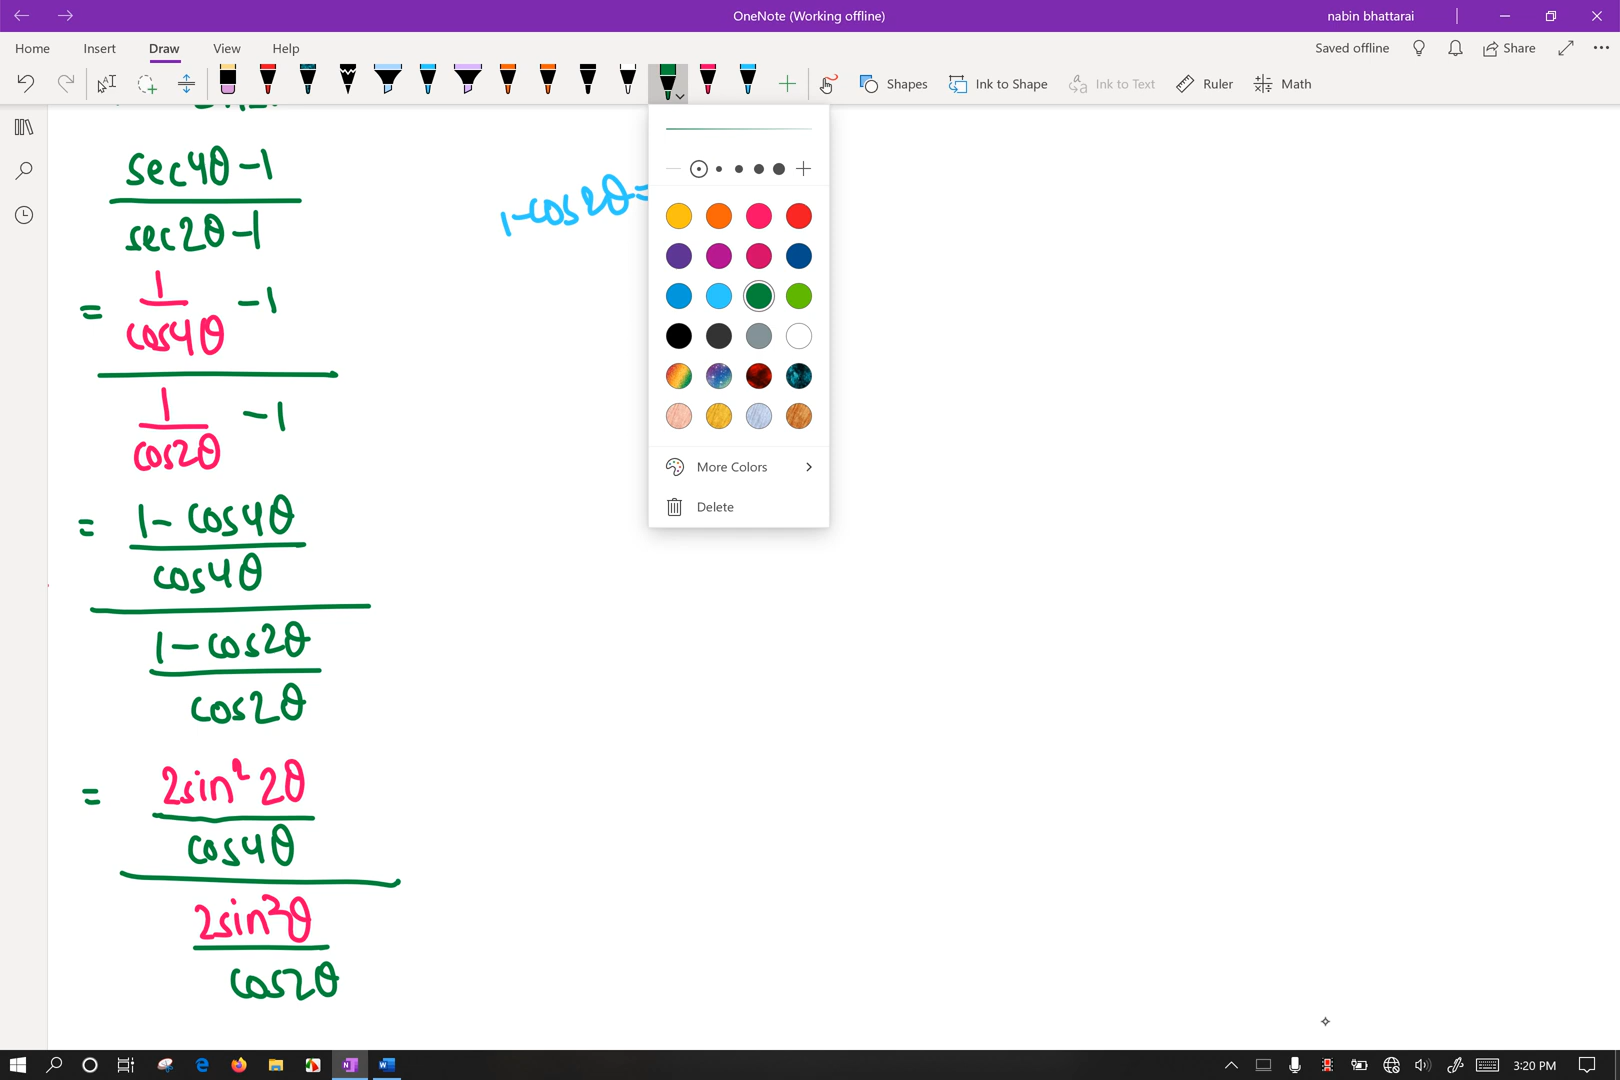 OneNote (Working offline)
nabin bhattarai
Home Insert Draw View Help
Saved offline
Share
Shapes
Ink to Shape
Ink to Text
Ruler
Math
sec4θ-1
sec2θ-1
= 1 -1
cos4θ
1 -1
cos2θ
= 1-cos4θ
cos4θ
1-cos2θ
cos2θ
= 2sin² 2θ
cos4θ
2sin²θ
cos2θ
1-cos2θ=
More Colors
Delete
3:20 PM